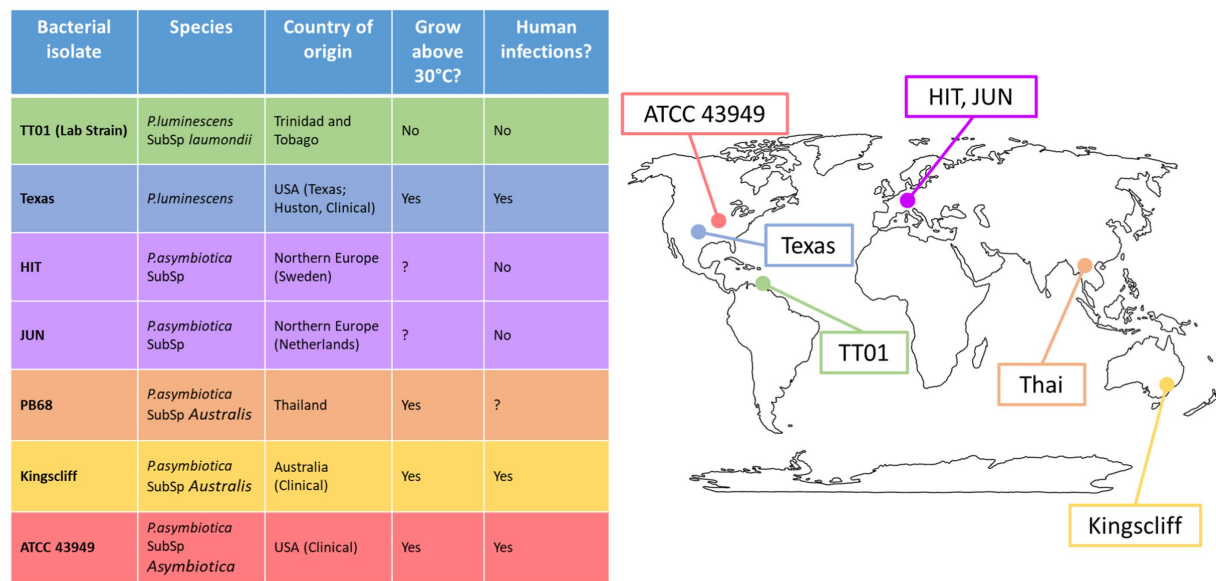 Bacterial isolate
Species
Country of origin
Grow above 30°C?
Human infections?
TT01 (Lab Strain)
P.luminescens
SubSp laumondii
Trinidad and
Tobago
No
No
Texas
P.luminescens
USA (Texas;
Huston, Clinical)
Yes
Yes
HIT
P.asymbiotica
SubSp
Northern Europe
(Sweden)
?
No
JUN
P.asymbiotica
SubSp
Northern Europe
(Netherlands)
?
No
PB68
P.asymbiotica
SubSp Australis
Thailand
Yes
?
Kingscliff
P.asymbiotica
SubSp Australis
Australia
(Clinical)
Yes
Yes
ATCC 43949
P.asymbiotica
SubSp
Asymbiotica
USA (Clinical)
Yes
Yes
ATCC 43949
HIT, JUN
Texas
TT01
Thai
Kingscliff